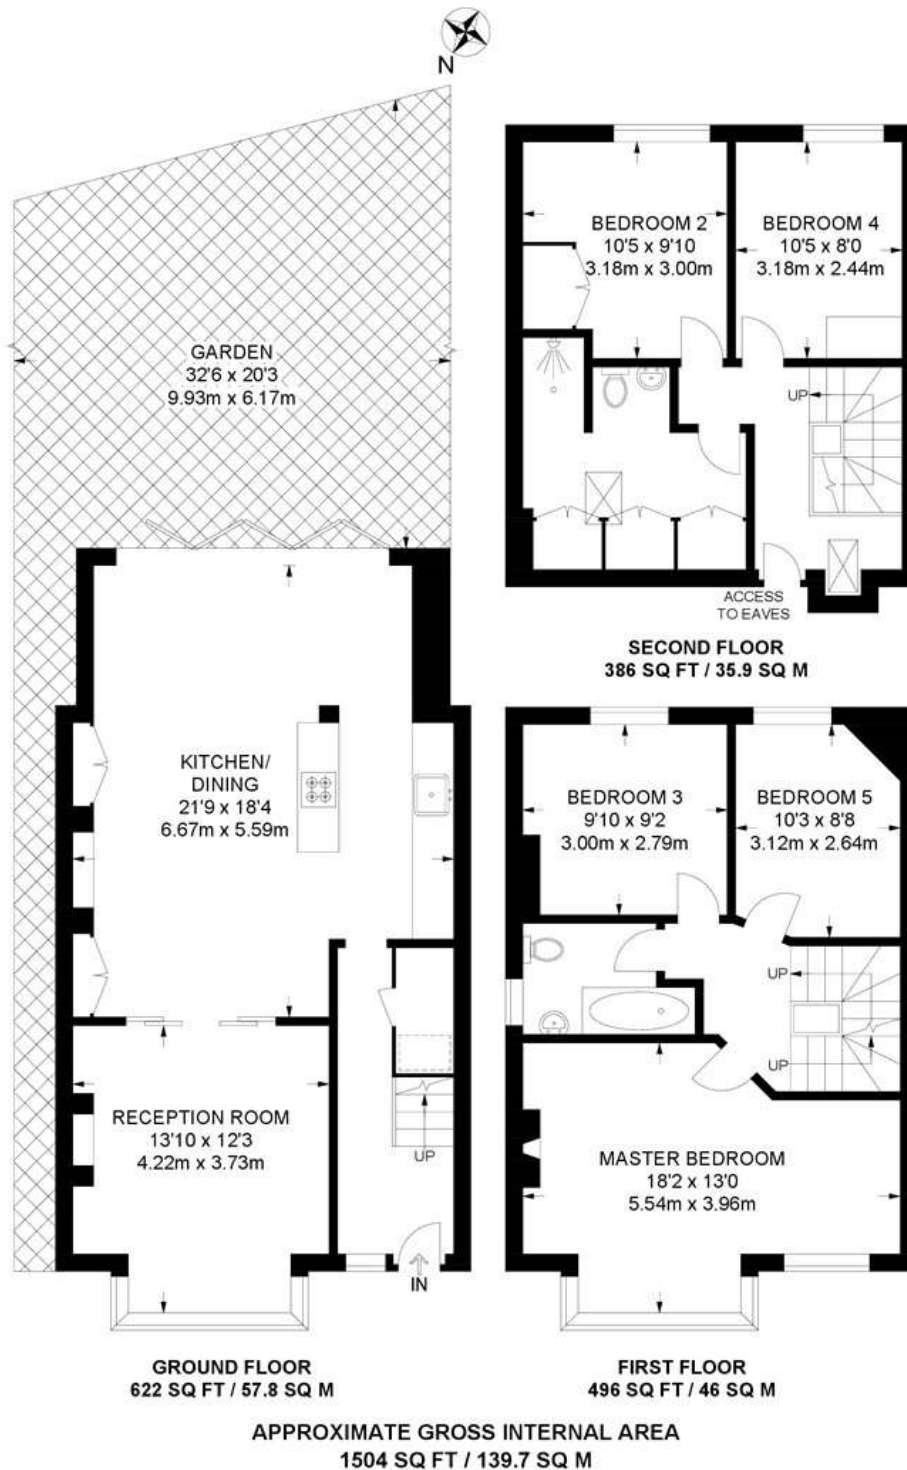 N
GARDEN
32'6 x 20'3
9.93m x 6.17m
KITCHEN/
DINING
21'9 x 18'4
6.67m x 5.59m
RECEPTION ROOM
13'10 x 12'3
4.22m x 3.73m
UP
IN
GROUND FLOOR
622 SQ FT / 57.8 SQ M
BEDROOM 2
10'5 x 9'10
3.18m x 3.00m
BEDROOM 4
10'5 x 8'0
3.18m x 2.44m
UP
ACCESS
TO EAVES
SECOND FLOOR
386 SQ FT / 35.9 SQ M
BEDROOM 3
9'10 x 9'2
3.00m x 2.79m
BEDROOM 5
10'3 x 8'8
3.12m x 2.64m
UP
UP
MASTER BEDROOM
18'2 x 13'0
5.54m x 3.96m
FIRST FLOOR
496 SQ FT / 46 SQ M
APPROXIMATE GROSS INTERNAL AREA
1504 SQ FT / 139.7 SQ M